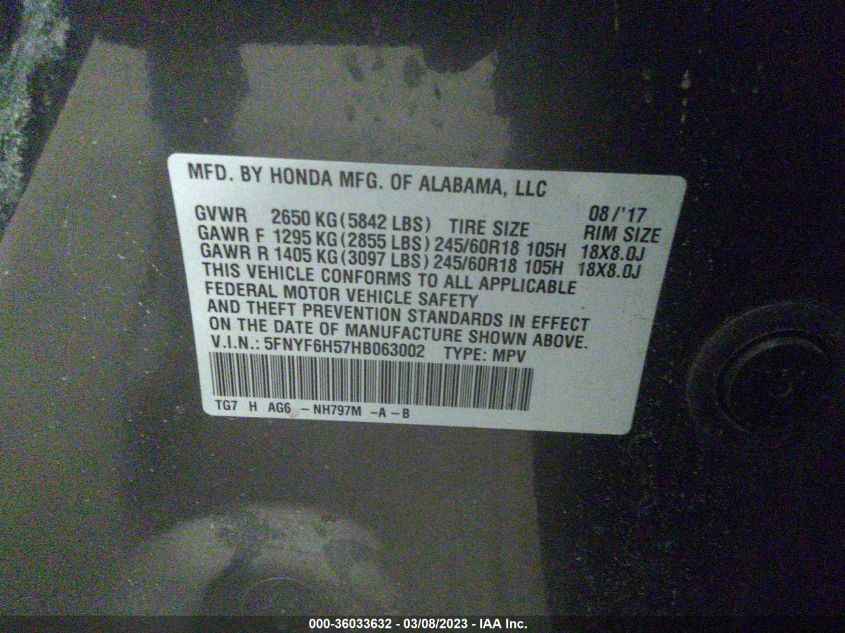 MFD. BY HONDA MFG. OF ALABAMA, LLC
08/'17
GVWR 2650 KG(5842 LBS) TIRE SIZE RIM SIZE
GAWR F 1295 KG(2855 LBS) 245/60R18 105H 18X8.0J
GAWR R 1405 KG(3097 LBS) 245/60R18 105H 18X8.0J
THIS VEHICLE CONFORMS TO ALL APPLICABLE
FEDERAL MOTOR VEHICLE SAFETY
AND THEFT PREVENTION STANDARDS IN EFFECT
ON THE DATE OF MANUFACTURE SHOWN ABOVE.
V.I.N.: 5FNYF6H57HB063002 TYPE: MPV
TG7 H AG6 -NH797M -A-B
000-36033632 - 03/08/2023 - IAA Inc.